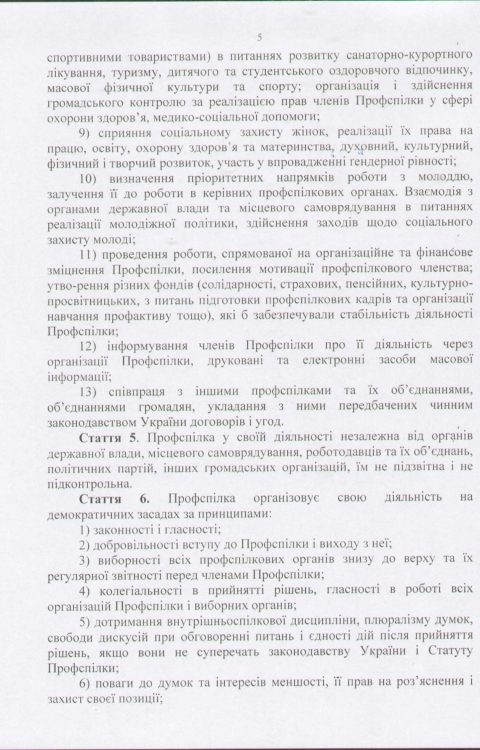 5
спортивними товариствами) в питаннях розвитку санаторно-курортного
лікування, туризму, дитячого та студентського оздоровчого відпочинку,
масової фізичної культури та спорту; організація і здійснення
громадського контролю за реалізацією прав членів Профспілки у сфері
охорони здоров’я, медико-соціальної допомоги;
9) сприяння соціальному захисту жінок, реалізації їх права на
працю, освіту, охорону здоров'я та материнства, духовний, культурний,
фізичний і творчий розвиток, участь у впровадженні гендерної рівності;
10) визначення пріоритетних напрямків роботи з молоддю,
залучення її до роботи в керівних профспілкових органах. Взаємодія з
органами державної влади та місцевого самоврядування в питаннях
реалізації молодіжної політики, здійснення заходів щодо соціального
захисту молоді;
11) проведення роботи, спрямованої на організаційне та фінансове
зміцнення Профспілки, посилення мотивації профспілкового членства;
утво-рення різних фондів (солідарності, страхових, пенсійних, культурно-
просвітницьких, з питань підготовки профспілкових кадрів та організації
навчання профактиву тощо), які б забезпечували стабільність діяльності
Профспілки;
12) інформування членів Профспілки про її діяльність через
організації Профспілки, друковані та електронні засоби масової
інформації;
13) співпраця з іншими профспілками та їх об’єднаннями,
об’єднаннями громадян, укладання з ними передбачених чинним
законодавством України договорів і угод.
Стаття 5. Профспілка у своїй діяльності незалежна від органів
державної влади, місцевого самоврядування, роботодавців та їх об’єднань,
політичних партій, інших громадських організацій, їм не підзвітна і не
підконтрольна.
Стаття 6. Профспілка організовує свою діяльність на
демократичних засадах за принципами:
1) законності і гласності;
2) добровільності вступу до Профспілки і виходу з неї;
3) виборності всіх профспілкових органів знизу до верху та їх
регулярної звітності перед членами Профспілки;
4) колегіальності в прийнятті рішень, гласності в роботі всіх
організацій Профспілки і виборних органів;
5) дотримання внутрішньоспілкової дисципліни, плюралізму думок,
свободи дискусій при обговоренні питань і єдності дій після прийняття
рішень, якщо вони не суперечать законодавству України і Статуту
Профспілки;
6) поваги до думок та інтересів меншості, її прав на роз’яснення і
захист своєї позиції;